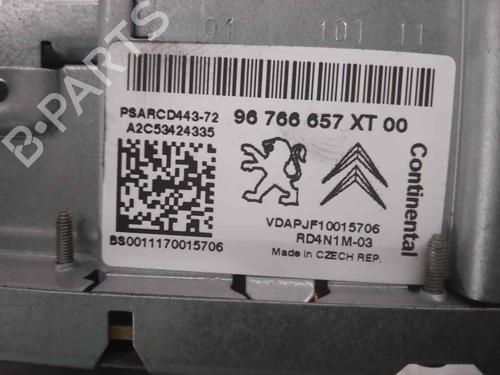 01 101 11
PSARCD443-72 96 766 657 XT 00
A2C53424335
Continental
VDAPJF10015706
RD4N1M-03
BS0011170015706
Made in CZECH REP.
B-PARTS